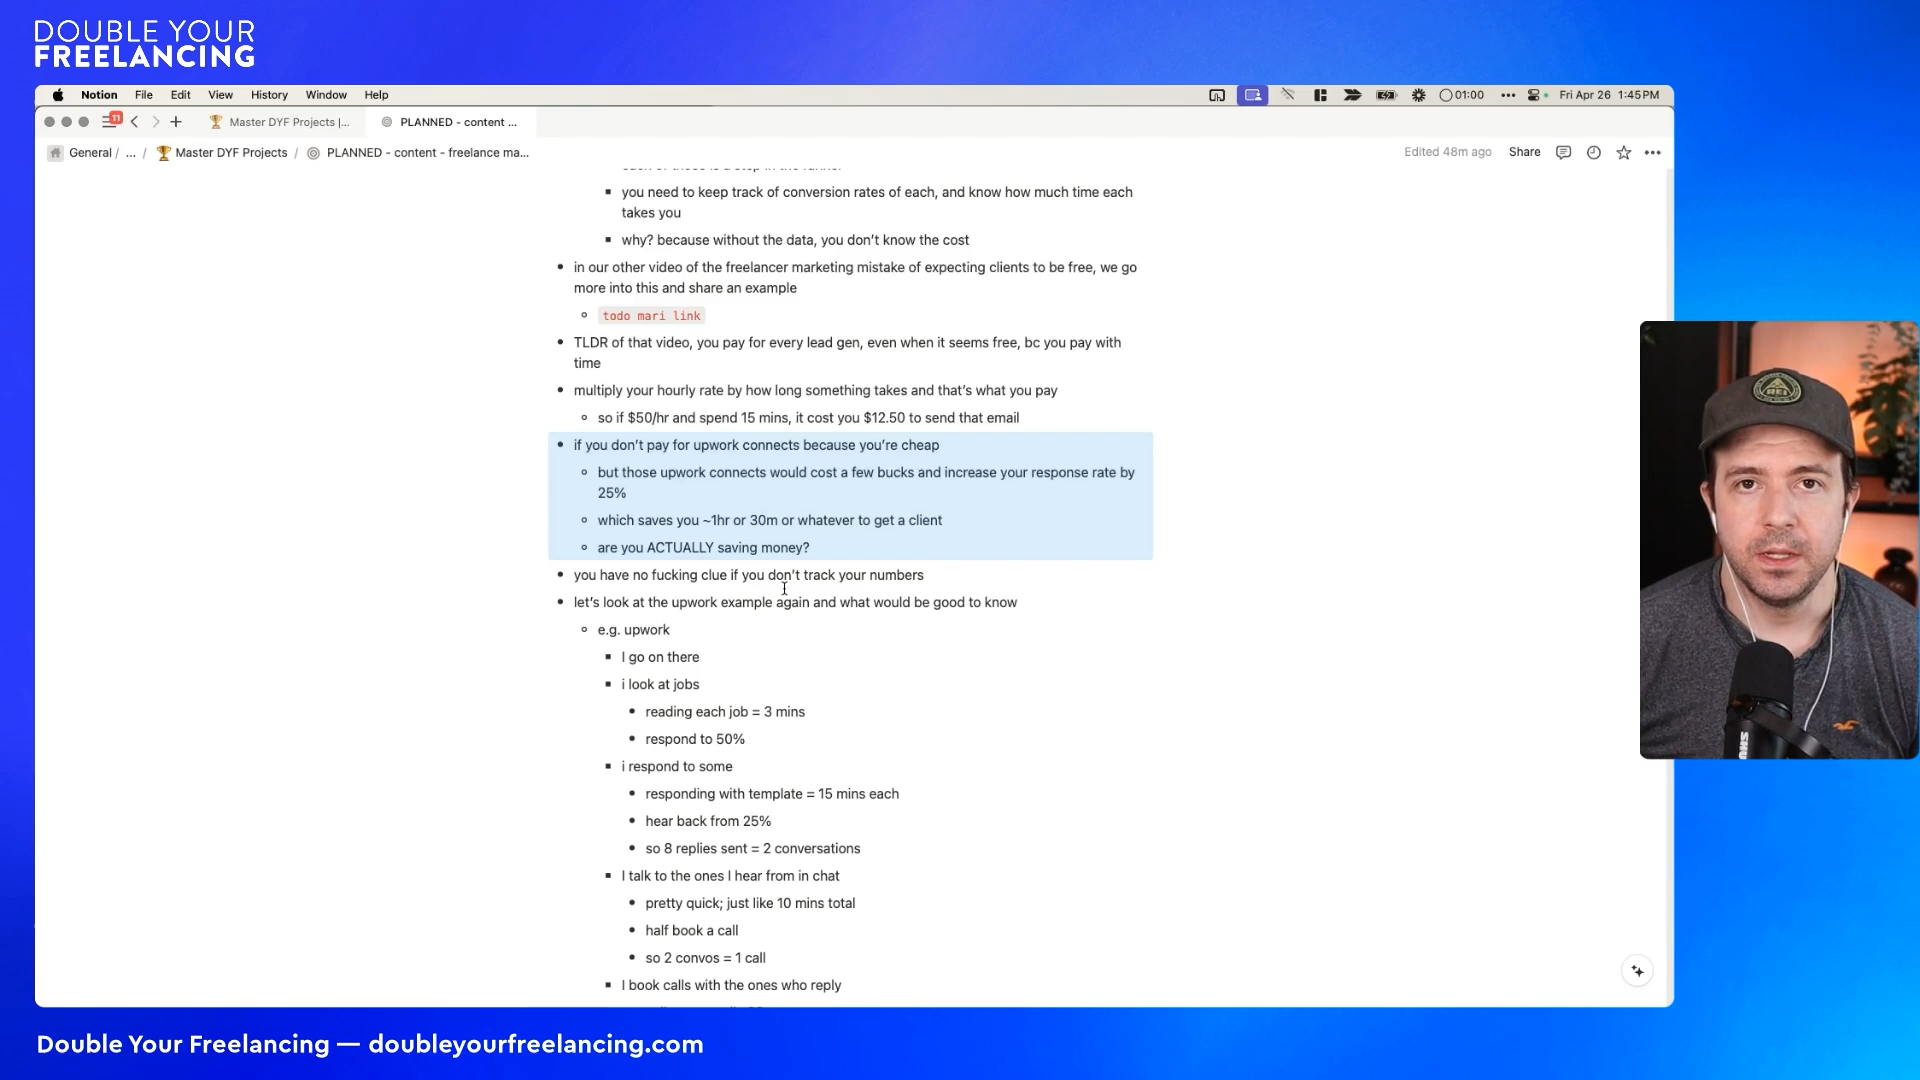 DOUBLE YOUR
FREELANCING
Notion File Edit View History Window Help
01:00 ••• Fri Apr 26 1:45PM
11
Master DYF Projects |...
PLANNED - content ...
General / ... / Master DYF Projects / PLANNED - content - freelance ma...
Edited 48m ago Share
you need to keep track of conversion rates of each, and know how much time each
takes you
why? because without the data, you don't know the cost
in our other video of the freelancer marketing mistake of expecting clients to be free, we go
more into this and share an example
todo mari link
TLDR of that video, you pay for every lead gen, even when it seems free, bc you pay with
time
multiply your hourly rate by how long something takes and that's what you pay
so if $50/hr and spend 15 mins, it cost you $12.50 to send that email
if you don't pay for upwork connects because you're cheap
but those upwork connects would cost a few bucks and increase your response rate by
25%
which saves you ~1hr or 30m or whatever to get a client
are you ACTUALLY saving money?
you have no fucking clue if you don't track your numbers
let's look at the upwork example again and what would be good to know
e.g. upwork
I go on there
i look at jobs
reading each job = 3 mins
respond to 50%
i respond to some
responding with template = 15 mins each
hear back from 25%
so 8 replies sent = 2 conversations
I talk to the ones I hear from in chat
pretty quick; just like 10 mins total
half book a call
so 2 convos = 1 call
I book calls with the ones who reply
REI
SHU
Double Your Freelancing — doubleyourfreelancing.com